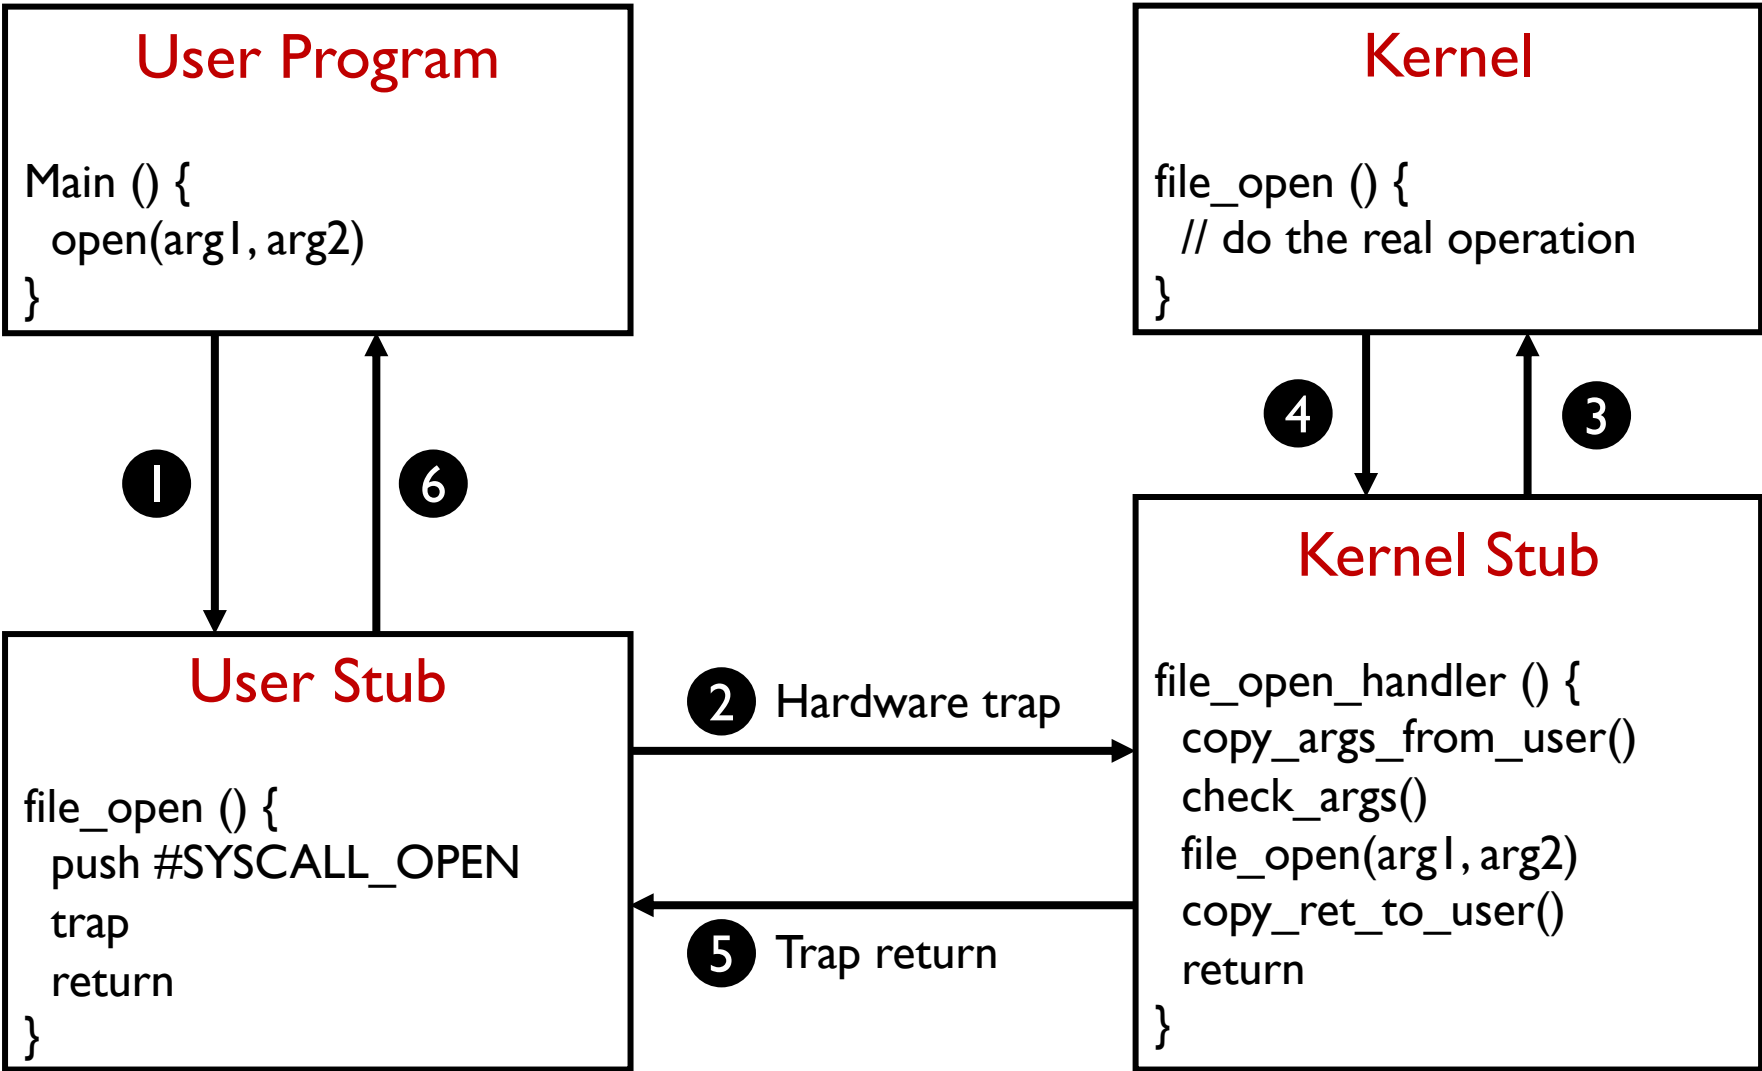 User Program
Main () {
open(arg1, arg2)
}
Kernel
file_open () {
// do the real operation
}
1
6
4
3
User Stub
file_open () {
push #SYSCALL_OPEN
trap
return
}
2 Hardware trap
5 Trap return
Kernel Stub
file_open_handler () {
copy_args_from_user()
check_args()
file_open(arg1, arg2)
copy_ret_to_user()
return
}